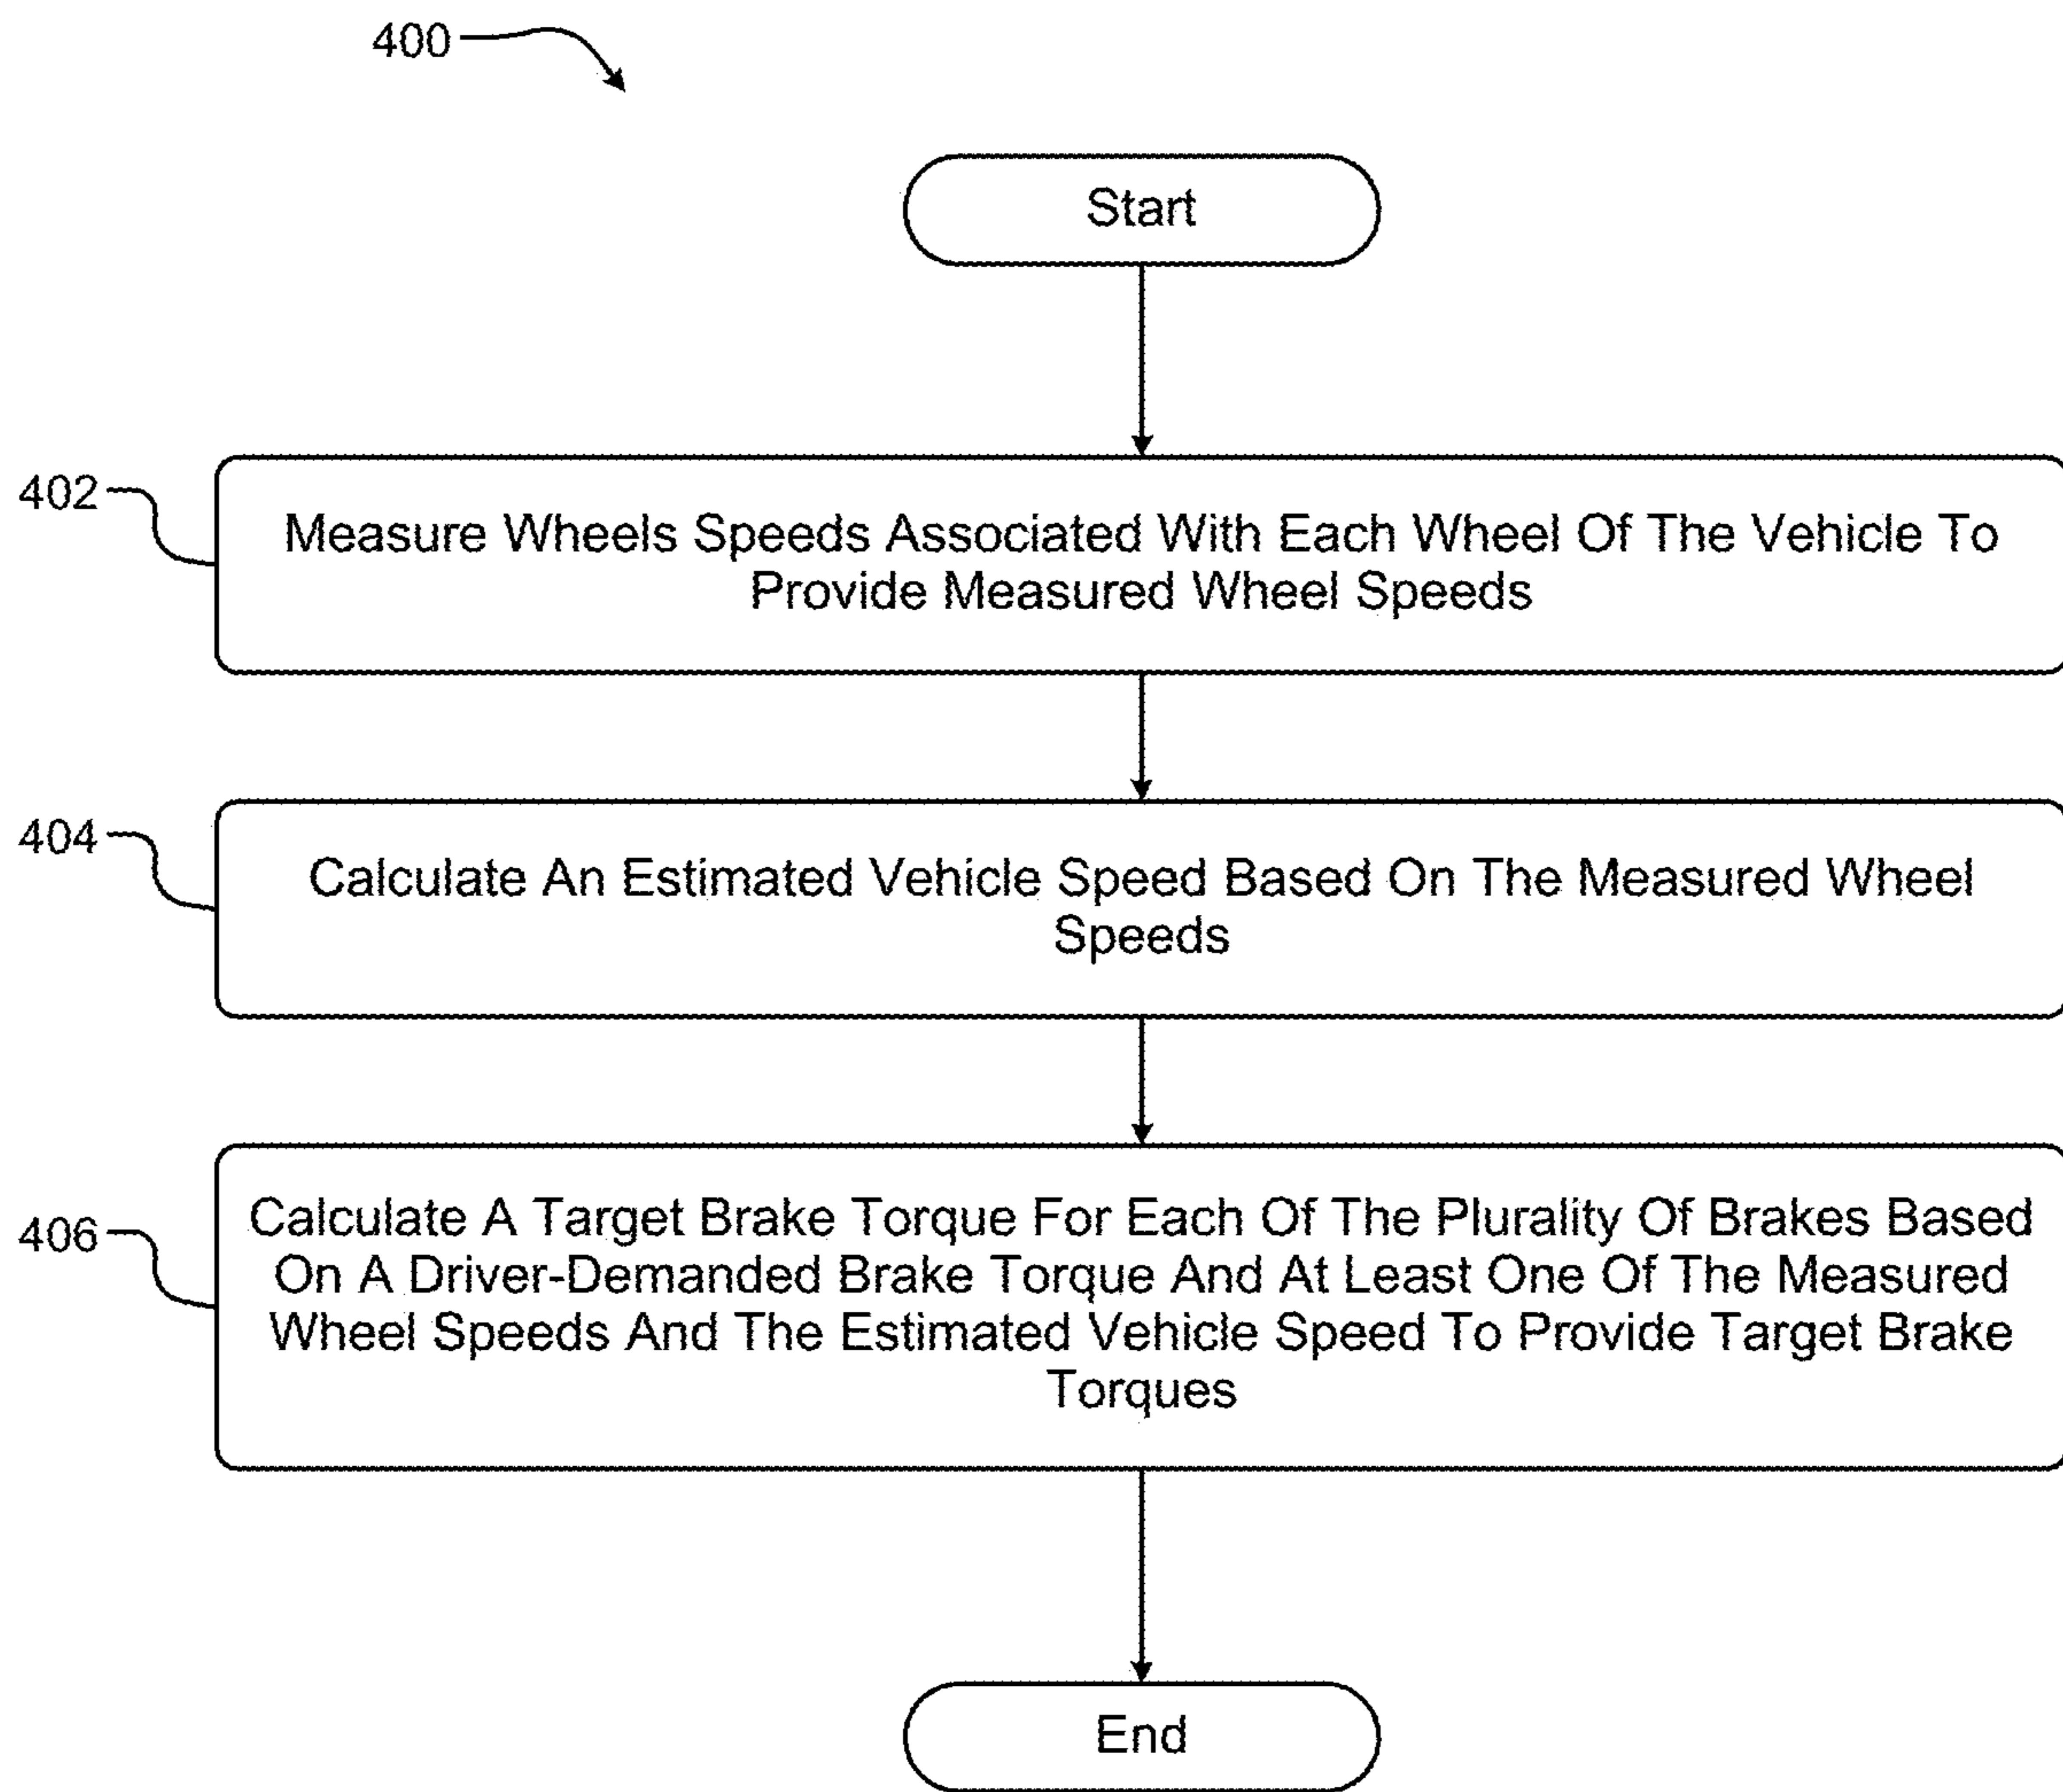 400
Start
402
Measure Wheels Speeds Associated With Each Wheel Of The Vehicle To
Provide Measured Wheel Speeds
404
Calculate An Estimated Vehicle Speed Based On The Measured Wheel
Speeds
406
Calculate A Target Brake Torque For Each Of The Plurality Of Brakes Based
On A Driver-Demanded Brake Torque And At Least One Of The Measured
Wheel Speeds And The Estimated Vehicle Speed To Provide Target Brake
Torques
End